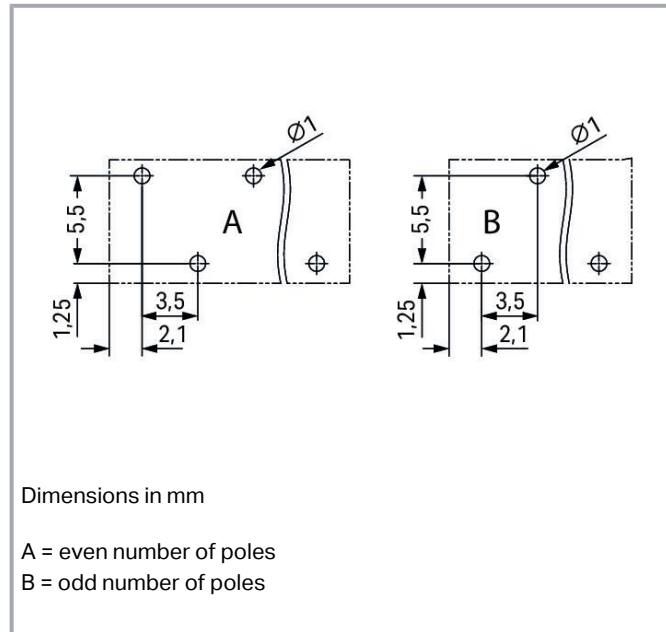 Ø1
Ø1
5,5
A
5,5
B
1,25
3,5
1,25
3,5
2,1
2,1
Dimensions in mm
A = even number of poles
B = odd number of poles